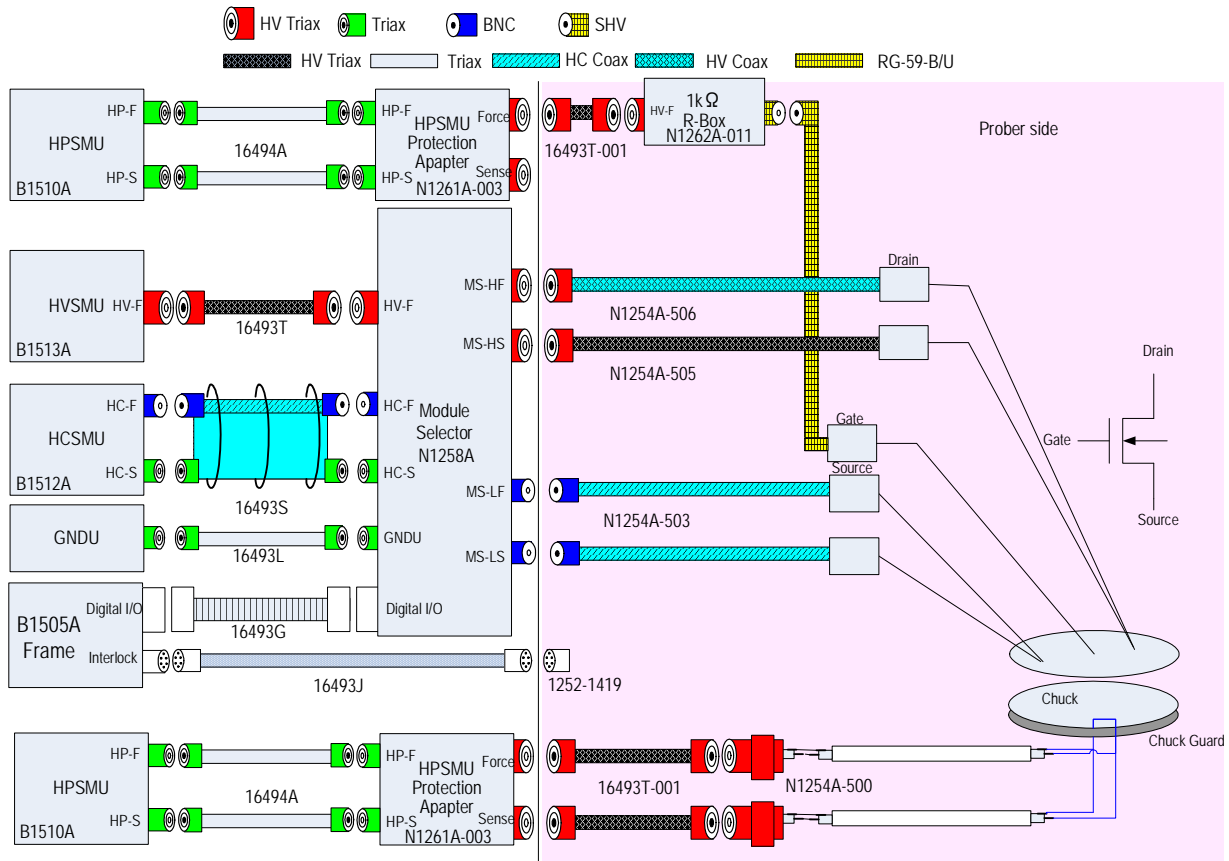 HV Triax Triax BNC SHV
HV Triax Triax HC Coax HV Coax RG-59-B/U
HP-F
HPSMU
HP-S
B1510A
16494A
HP-F
HPSMU
Protection
Apapter
HP-S
N1261A-003
Force
Sense
16493T-001
HV-F
1kΩ
R-Box
N1262A-011
Prober side
HVSMU
HV-F
B1513A
16493T
HV-F
MS-HF
MS-HS
N1254A-506
N1254A-505
Drain
HC-F
HCSMU
HC-S
B1512A
16493S
HC-F
HC-S
Module
Selector
N1258A
MS-LF
MS-LS
N1254A-503
Gate
Source
Drain
Gate
Source
GNDU
16493L
GNDU
Digital I/O
B1505A
Frame
Interlock
16493G
Digital I/O
16493J
1252-1419
Chuck
Chuck Guard
HP-F
HPSMU
HP-S
B1510A
16494A
HP-F
HPSMU
Protection
Apapter
HP-S
N1261A-003
Force
Sense
16493T-001
N1254A-500